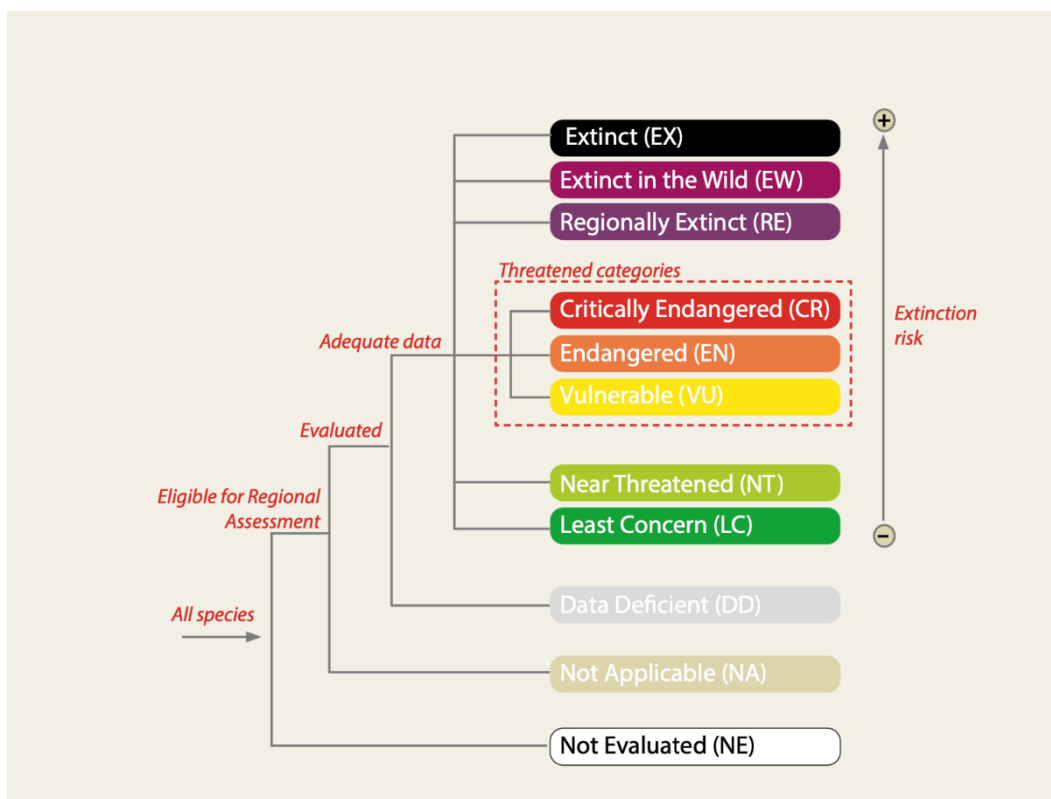 Extinct (EX)
+
Extinct in the Wild (EW)
Regionally Extinct (RE)
Threatened categories
Critically Endangered (CR)
Extinction
risk
Adequate data
Endangered (EN)
Vulnerable (VU)
Evaluated
Near Threatened (NT)
Eligible for Regional
Assessment
Least Concern (LC)
−
Data Deficient (DD)
All species
Not Applicable (NA)
Not Evaluated (NE)